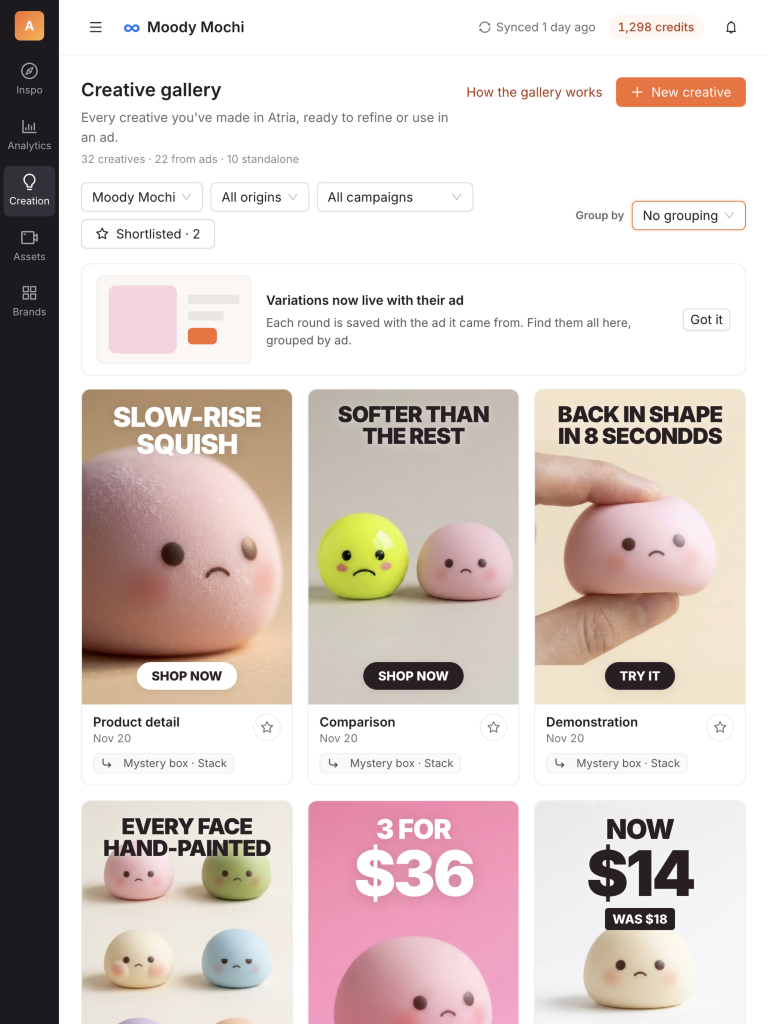 A
Moody Mochi
Synced 1 day ago
1,298 credits
Inspo
Analytics
Creation
Assets
Brands
Creative gallery
How the gallery works
New creative
Every creative you've made in Atria, ready to refine or use in
an ad.
32 creatives · 22 from ads · 10 standalone
Moody Mochi
All origins
All campaigns
Shortlisted · 2
Group by
No grouping
Variations now live with their ad
Each round is saved with the ad it came from. Find them all here,
grouped by ad.
Got it
SLOW-RISE
SQUISH
SHOP NOW
Product detail
Nov 20
Mystery box · Stack
SOFTER THAN
THE REST
SHOP NOW
Comparison
Nov 20
Mystery box · Stack
BACK IN SHAPE
IN 8 SECONDDS
TRY IT
Demonstration
Nov 20
Mystery box · Stack
EVERY FACE
HAND-PAINTED
3 FOR
$36
NOW
$14
WAS $18